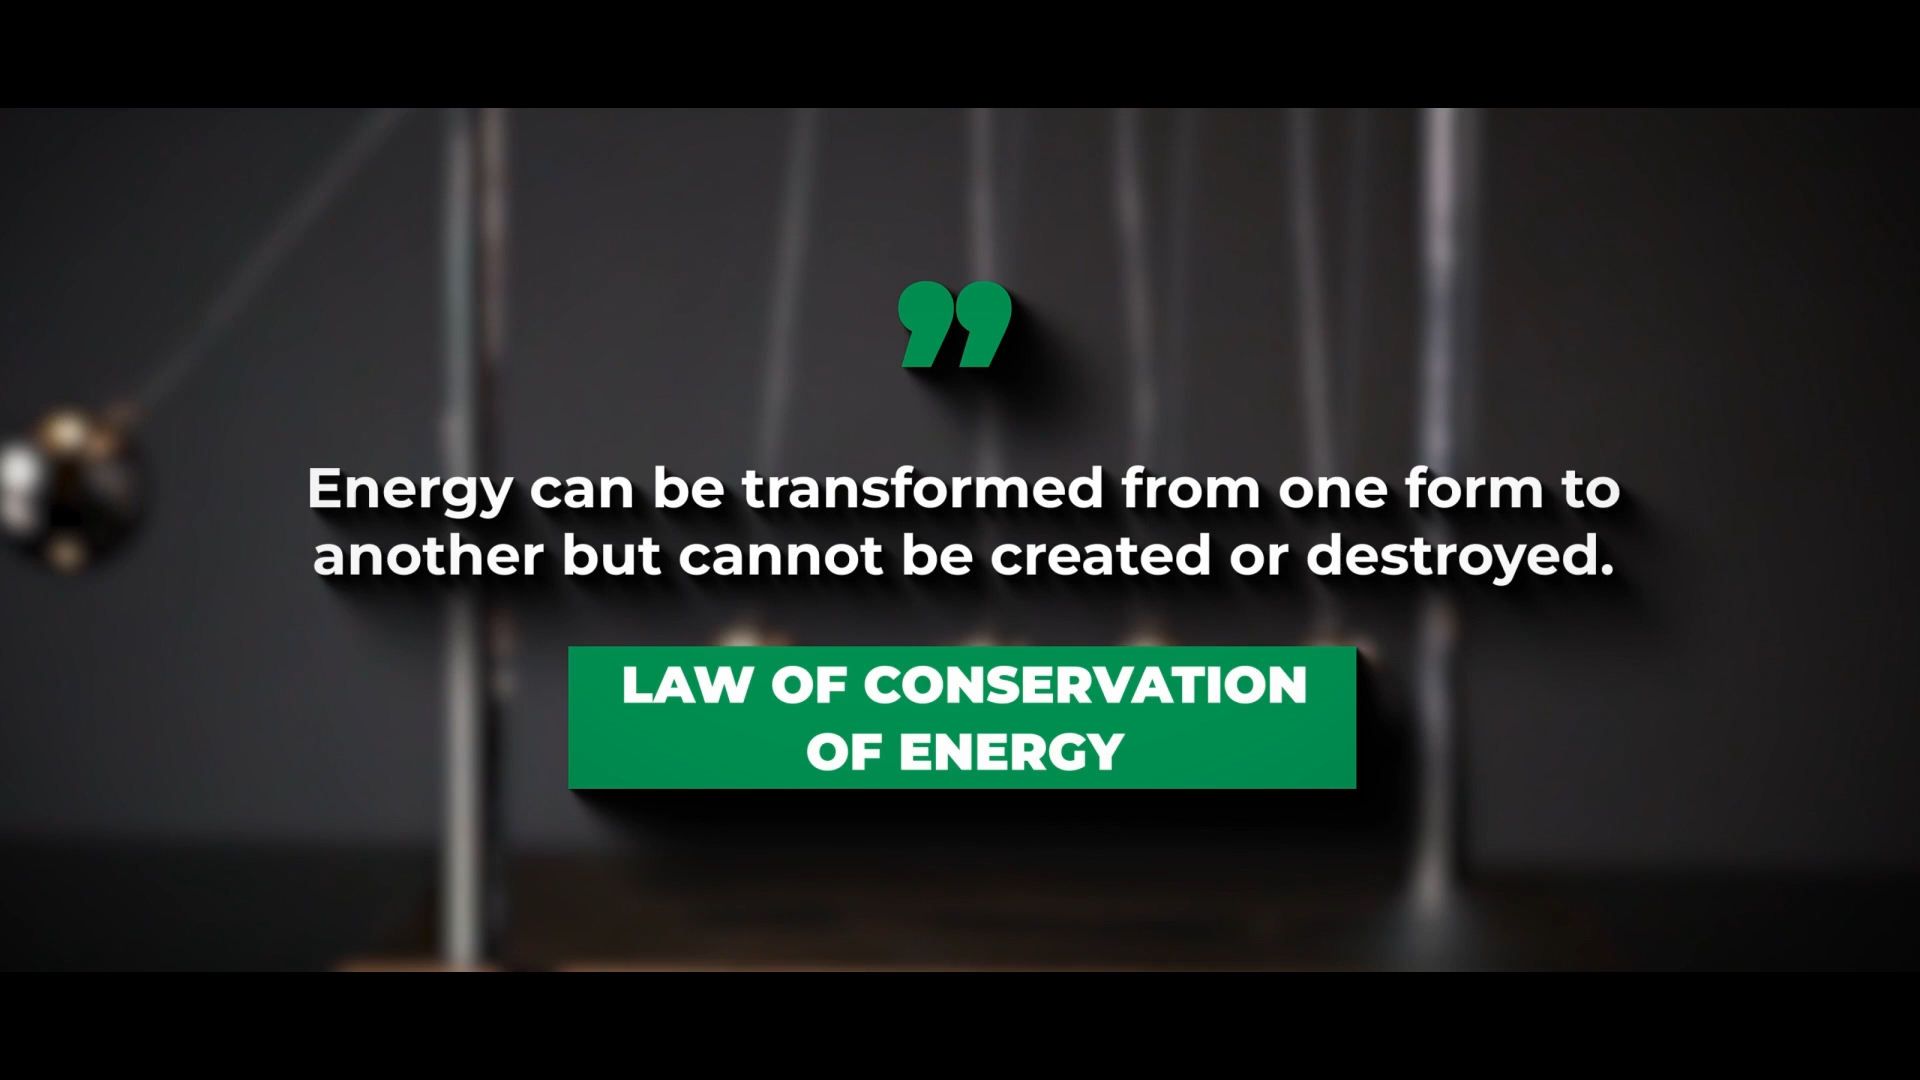 ”
Energy can be transformed from one form to
another but cannot be created or destroyed.
LAW OF CONSERVATION
OF ENERGY